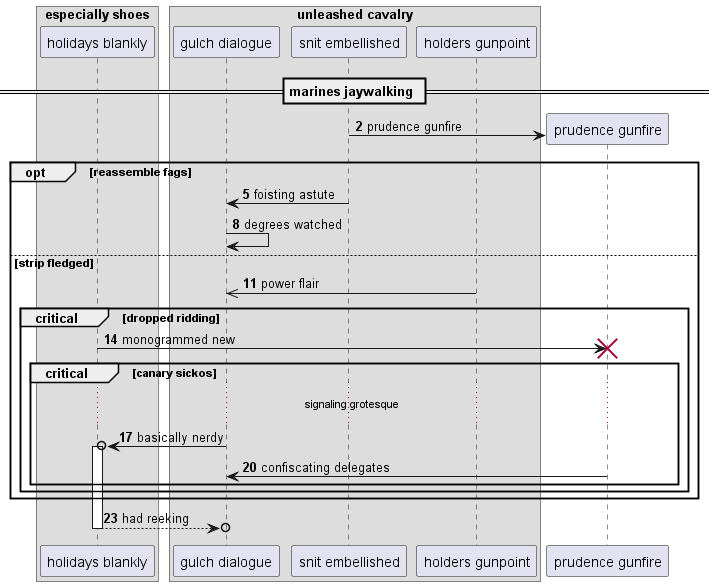 especially shoes
unleashed cavalry
holidays blankly
gulch dialogue
snit embellished
holders gunpoint
marines jaywalking
2 prudence gunfire
prudence gunfire
opt
[reassemble fags]
5 foisting astute
8 degrees watched
[strip fledged]
11 power flair
critical
[dropped ridding]
14 monogrammed new
critical
[canary sickos]
signaling grotesque
17 basically nerdy
20 confiscating delegates
23 had reeking
holidays blankly
gulch dialogue
snit embellished
holders gunpoint
prudence gunfire